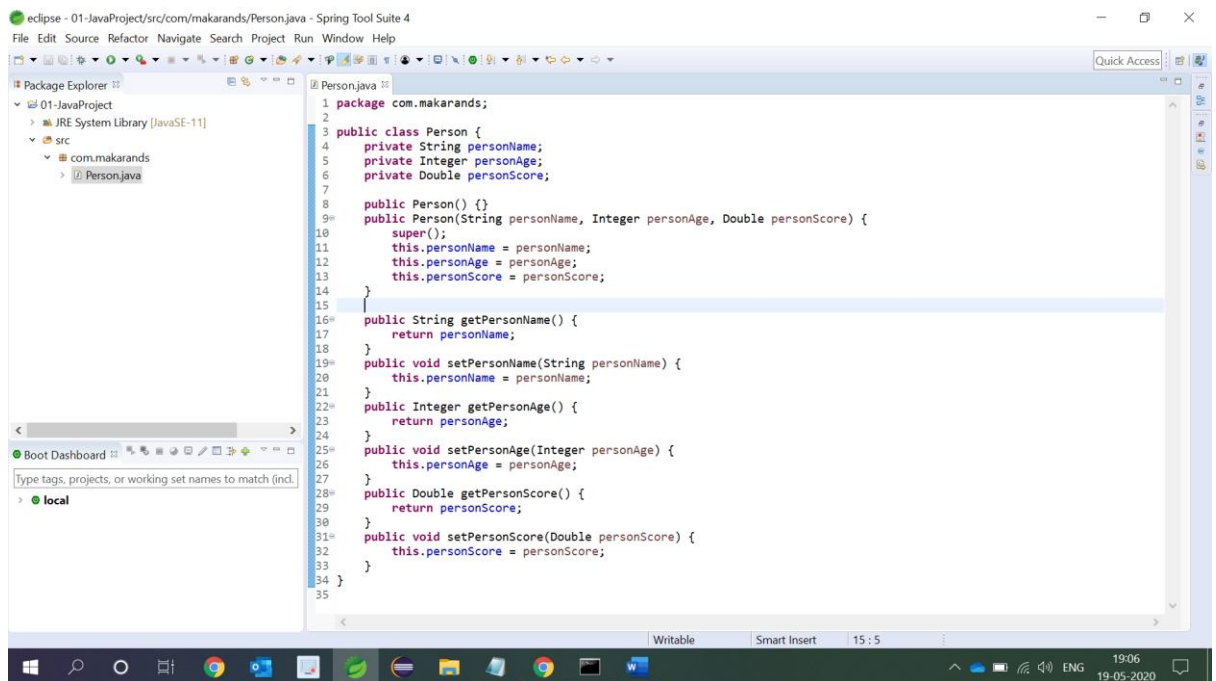 eclipse - 01-JavaProject/src/com/makarands/Person.java - Spring Tool Suite 4
File Edit Source Refactor Navigate Search Project Run Window Help
Quick Access
Package Explorer
01-JavaProject
JRE System Library [JavaSE-11]
src
com.makarands
Person.java
Boot Dashboard
Type tags, projects, or working set names to match (incl.
local
Person.java
1 package com.makarands;
2
3 public class Person {
4     private String personName;
5     private Integer personAge;
6     private Double personScore;
7
8     public Person() {}
9     public Person(String personName, Integer personAge, Double personScore) {
10         super();
11         this.personName = personName;
12         this.personAge = personAge;
13         this.personScore = personScore;
14     }
15
16     public String getPersonName() {
17         return personName;
18     }
19     public void setPersonName(String personName) {
20         this.personName = personName;
21     }
22     public Integer getPersonAge() {
23         return personAge;
24     }
25     public void setPersonAge(Integer personAge) {
26         this.personAge = personAge;
27     }
28     public Double getPersonScore() {
29         return personScore;
30     }
31     public void setPersonScore(Double personScore) {
32         this.personScore = personScore;
33     }
34 }
35
Writable Smart Insert 15 : 5
ENG
19:06
19-05-2020